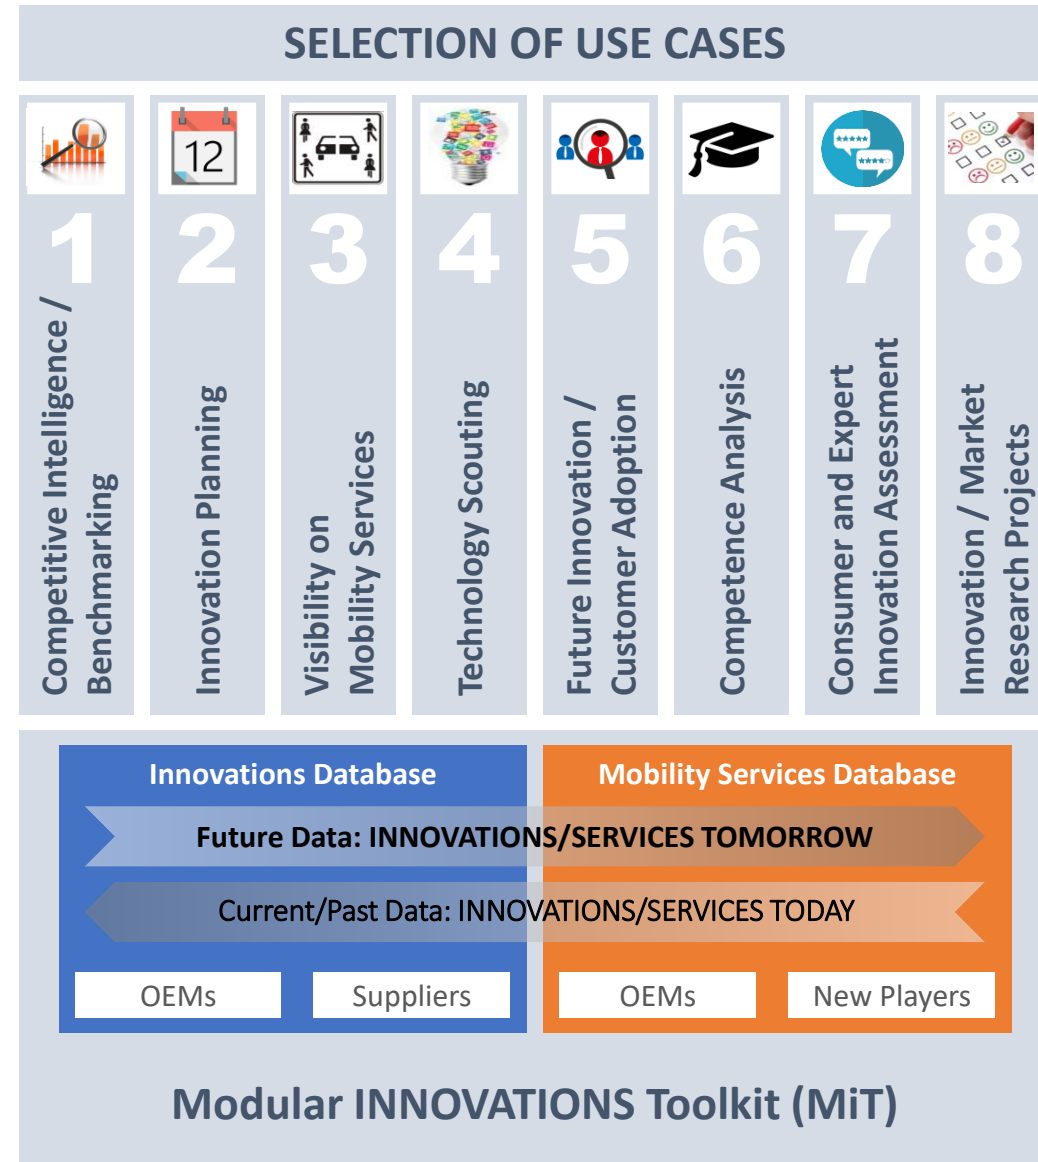 SELECTION OF USE CASES
12
1
2
3
4
5
6
7
8
Competitive Intelligence /
Benchmarking
Innovation Planning
Visibility on
Mobility Services
Technology Scouting
Future Innovation /
Customer Adoption
Competence Analysis
Consumer and Expert
Innovation Assessment
Innovation / Market
Research Projects
Innovations Database
Mobility Services Database
Future Data: INNOVATIONS/SERVICES TOMORROW
Current/Past Data: INNOVATIONS/SERVICES TODAY
OEMs
Suppliers
OEMs
New Players
Modular INNOVATIONS Toolkit (MiT)